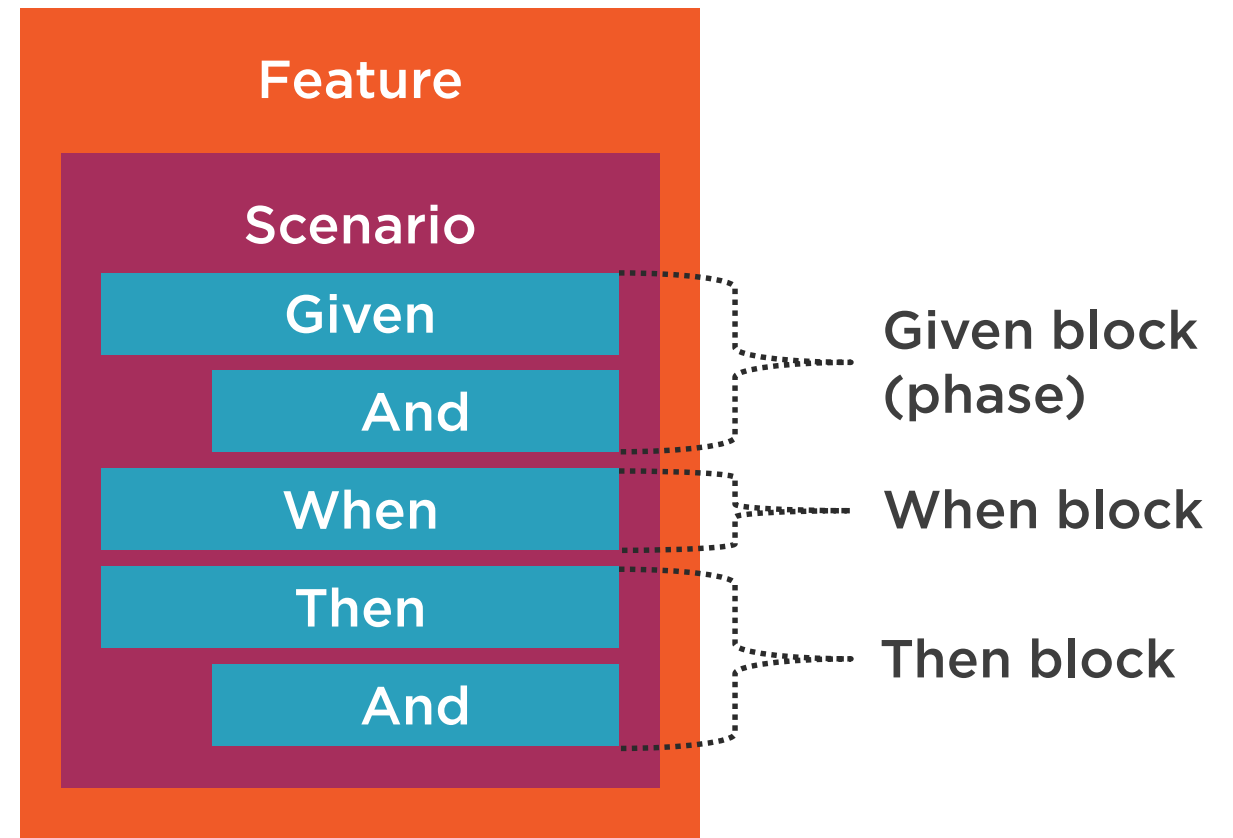 Feature
Scenario
Given
And
When
Then
And
Given block
(phase)
When block
Then block